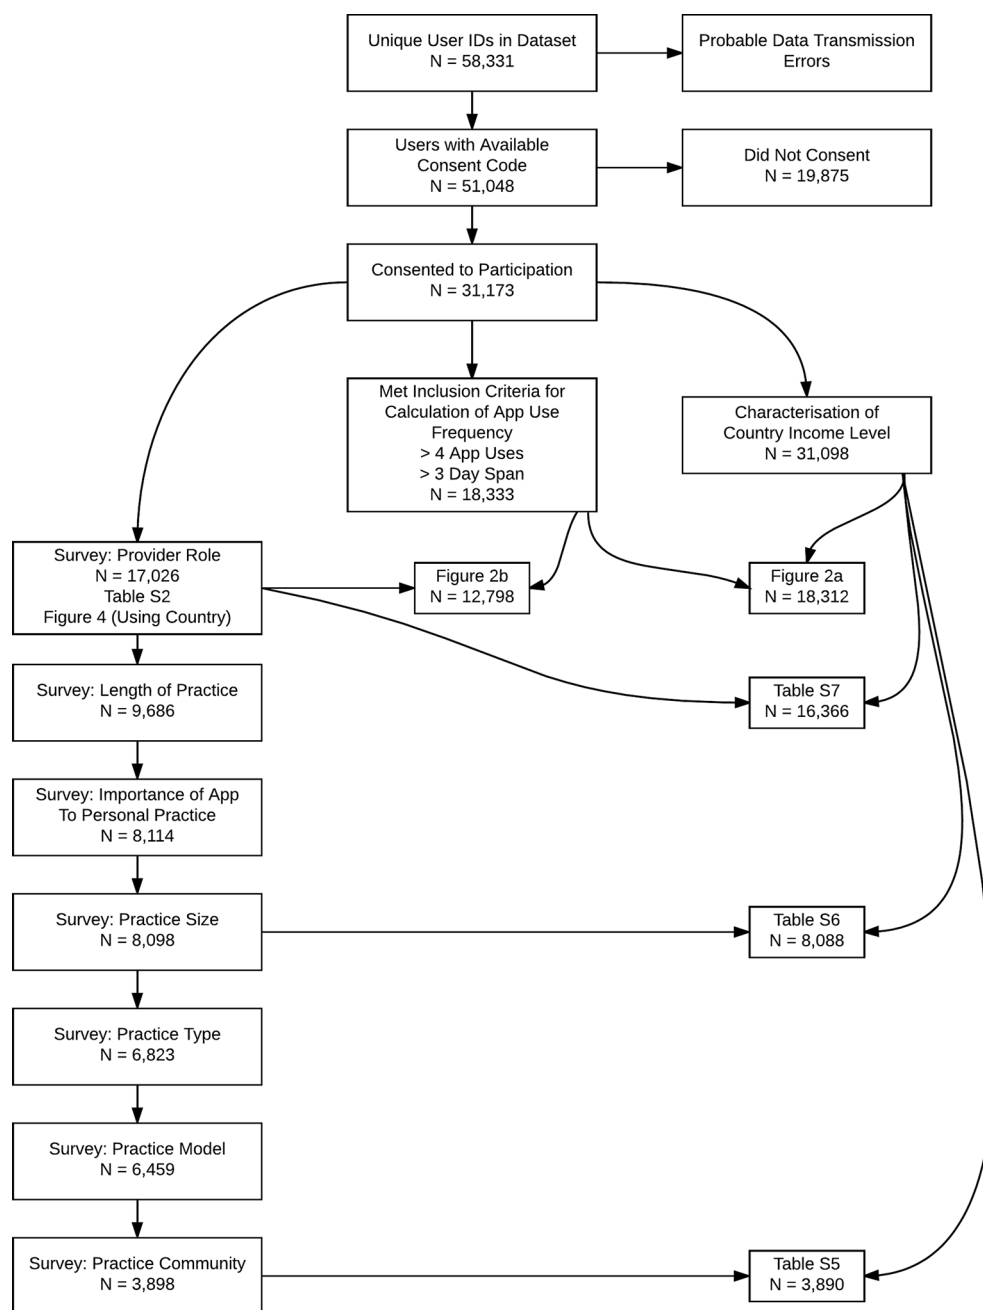 Unique User IDs in Dataset
N = 58,331
Probable Data Transmission
Errors
Users with Available
Consent Code
N = 51,048
Did Not Consent
N = 19,875
Consented to Participation
N = 31,173
Met Inclusion Criteria for
Calculation of App Use
Frequency
> 4 App Uses
> 3 Day Span
N = 18,333
Characterisation of
Country Income Level
N = 31,098
Survey: Provider Role
N = 17,026
Table S2
Figure 4 (Using Country)
Figure 2b
N = 12,798
Figure 2a
N = 18,312
Survey: Length of Practice
N = 9,686
Table S7
N = 16,366
Survey: Importance of App
To Personal Practice
N = 8,114
Survey: Practice Size
N = 8,098
Table S6
N = 8,088
Survey: Practice Type
N = 6,823
Survey: Practice Model
N = 6,459
Survey: Practice Community
N = 3,898
Table S5
N = 3,890